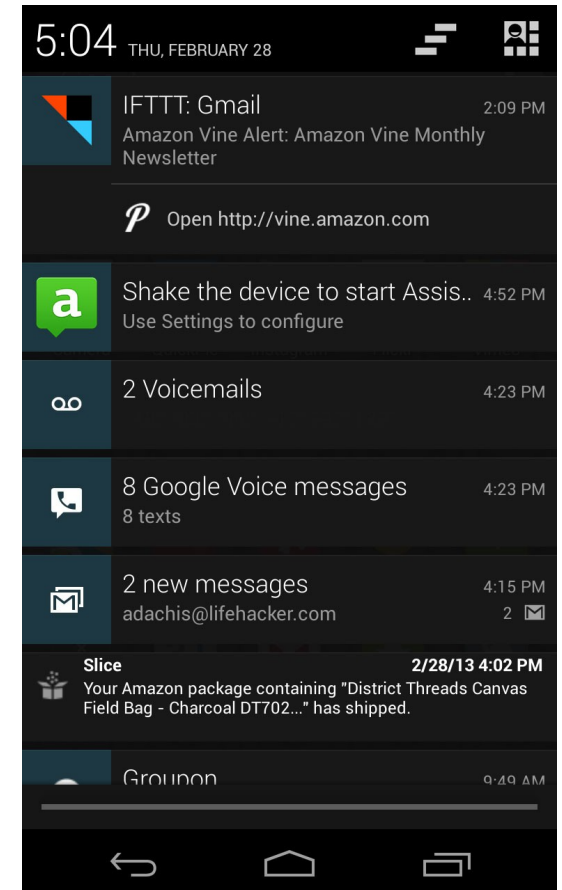 5:04 THU, FEBRUARY 28
IFTTT: Gmail 2:09 PM
Amazon Vine Alert: Amazon Vine Monthly
Newsletter
Open http://vine.amazon.com
a
Shake the device to start Assis.. 4:52 PM
Use Settings to configure
2 Voicemails 4:23 PM
8 Google Voice messages 4:23 PM
8 texts
2 new messages 4:15 PM
adachis@lifehacker.com 2
Slice 2/28/13 4:02 PM
Your Amazon package containing "District Threads Canvas
Field Bag - Charcoal DT702..." has shipped.
Groupon 9:49 AM